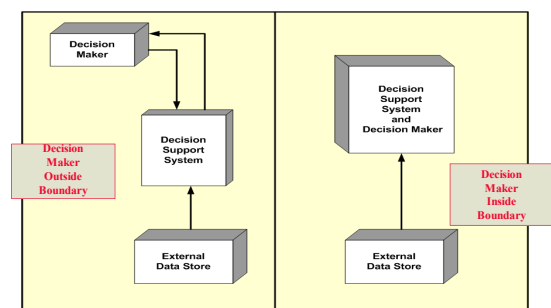 Decision
Maker
Decision
Support
System
Decision
Maker
Outside
Boundary
External
Data Store
Decision
Support
System
and
Decision Maker
Decision
Maker
Inside
Boundary
External
Data Store